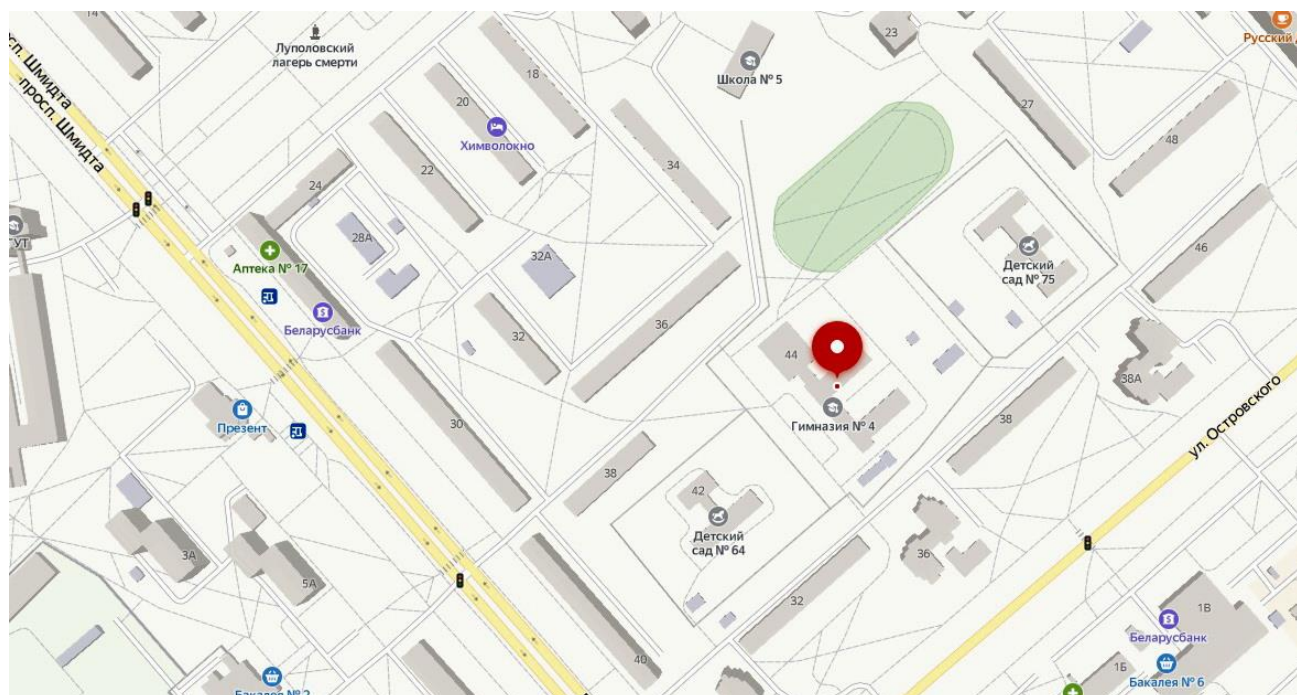 14
Луполовский
лагерь смерти
18
23
Русский
Школа № 5
27
просп. Шмидта
просп. Шмидта
20
Химволокно
48
34
22
24
28А
32А
46
Аптека № 17
Детский
сад № 75
Беларусбанк
32
36
44
38А
Презент
30
Гимназия № 4
38
ул. Островского
38
42
Детский
сад № 64
36
3А
5А
32
1В
Беларусбанк
40
1Б
Бакалея № 6
Бакалея № 2